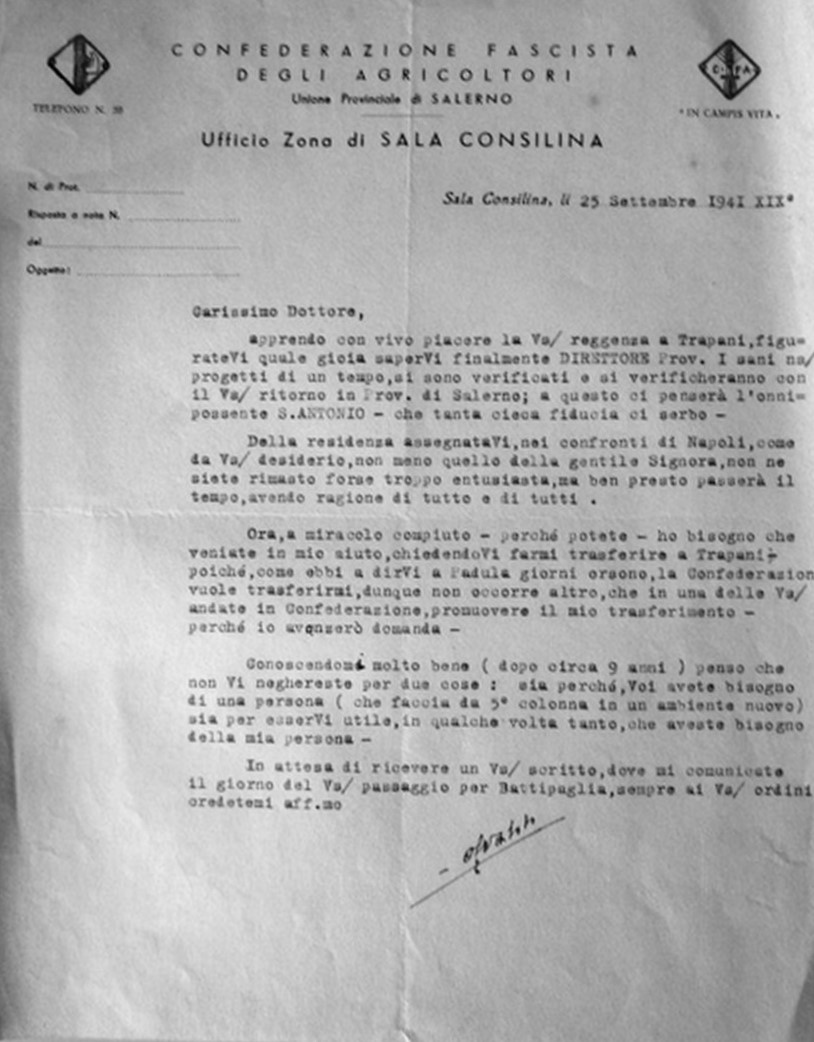 CONFEDERAZIONE FASCISTA
DEGLI AGRICOLTORI
Unione Provinciale di SALERNO
TELEFONO N. 38
C FA
"IN CAMPIS VITA"
Ufficio Zona di SALA CONSILINA
N. di Prot.
Risposta a nota N.
del
Oggetto:
Sala Consilina, li 25 Settembre 1941 XIX°
Carissimo Dottore,
apprendo con vivo piacere la Vs/ reggenza a Trapani,figu=
rateVi quale gioia saperVi finalmente DIRETTORE Prov. I sani ns/
progetti di un tempo,si sono verificati e si verificheranno con
il Vs/ ritorno in Prov. di Salerno; a questo ci penserà l'onni=
possente S.ANTONIO - che tanta cieca fiducia ci serbo -
Della residenza assegnataVi,nei confronti di Napoli,come
da Vs/ desiderio,non meno quello della gentile Signora,non ne
siete rimasto forse troppo entusiasta,ma ben presto passerà il
tempo,avendo ragione di tutto e di tutti .
Ora,a miracolo compiuto - perché potete - ho bisogno che
veniate in mio aiuto,chiedendoVi farmi trasferire a Trapani;
poiché,come ebbi a dirVi a Padula giorni orsono,la Confederazion
vuole trasferirmi,dunque non occorre altro,che in una delle Vs/
andate in Confederazione,promuovere il mio trasferimento -
perché io avanzerò domanda -
Conoscendomi molto bene ( dopo circa 9 anni ) penso che
non Vi neghereste per due cose : sia perché,Voi avete bisogno
di una persona ( che faccia da 5° colonna in un ambiente nuovo)
sia per esserVi utile,in qualche volta tanto,che aveste bisogno
della mia persona -
In attesa di ricevere un Vs/ scritto,dove mi comunicate
il giorno del Vs/ passaggio per Battipaglia,sempre ai Vs/ ordini
credetemi aff.mo